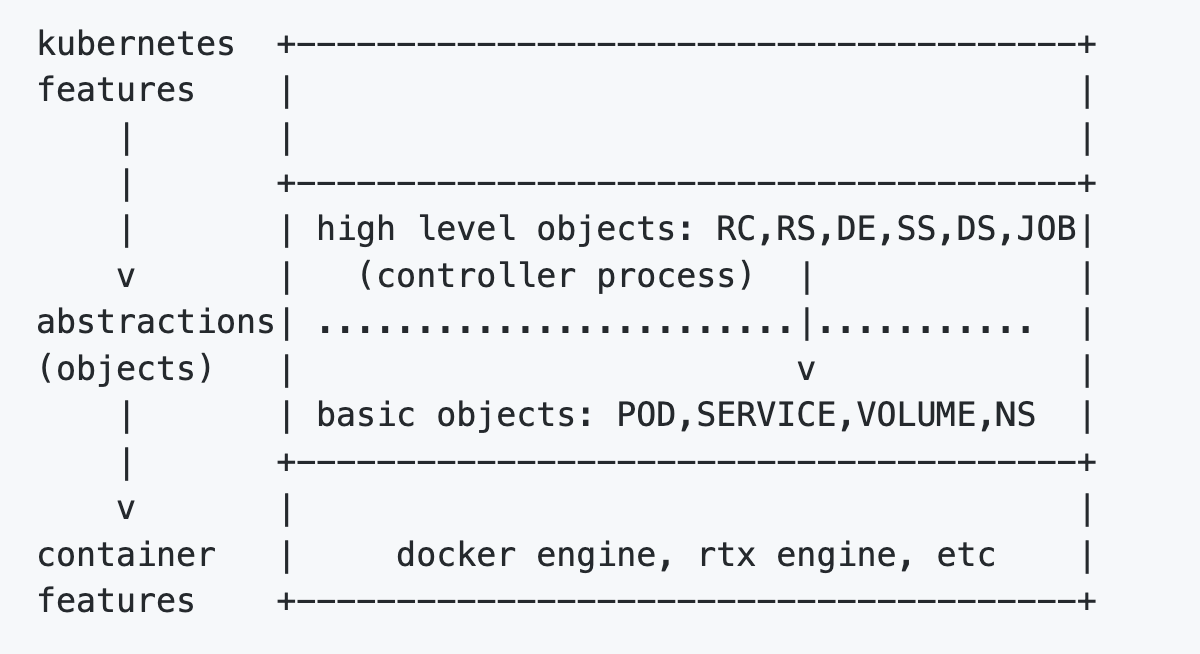 kubernetes
features
high level objects: RC,RS,DE,SS,DS,JOB
v (controller process)
abstractions ........................|...........
(objects) v
basic objects: POD,SERVICE,VOLUME,NS
v
container docker engine, rtx engine, etc
features